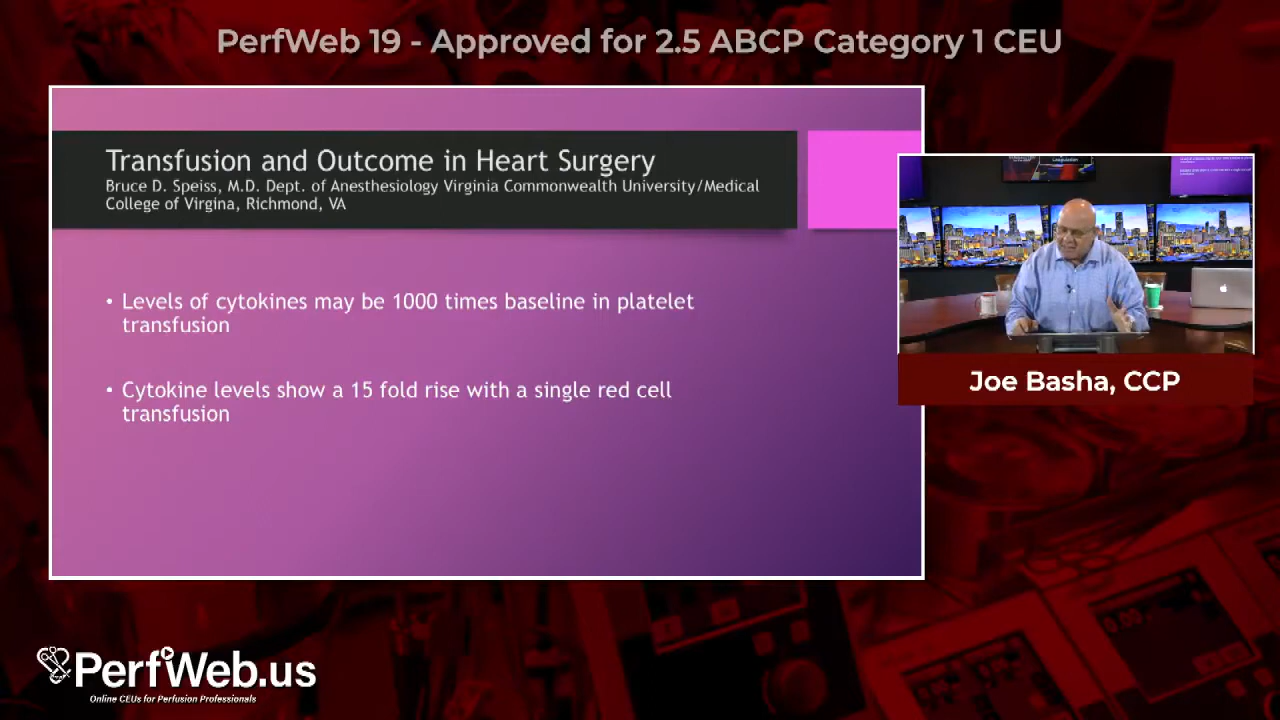 PerfWeb 19 - Approved for 2.5 ABCP Category 1 CEU
Transfusion and Outcome in Heart Surgery
Bruce D. Speiss, M.D. Dept. of Anesthesiology Virginia Commonwealth University/Medical
College of Virgina, Richmond, VA
• Levels of cytokines may be 1000 times baseline in platelet
transfusion
• Cytokine levels show a 15 fold rise with a single red cell
transfusion
Joe Basha, CCP
PerfWeb.us
Online CEUs for Perfusion Professionals